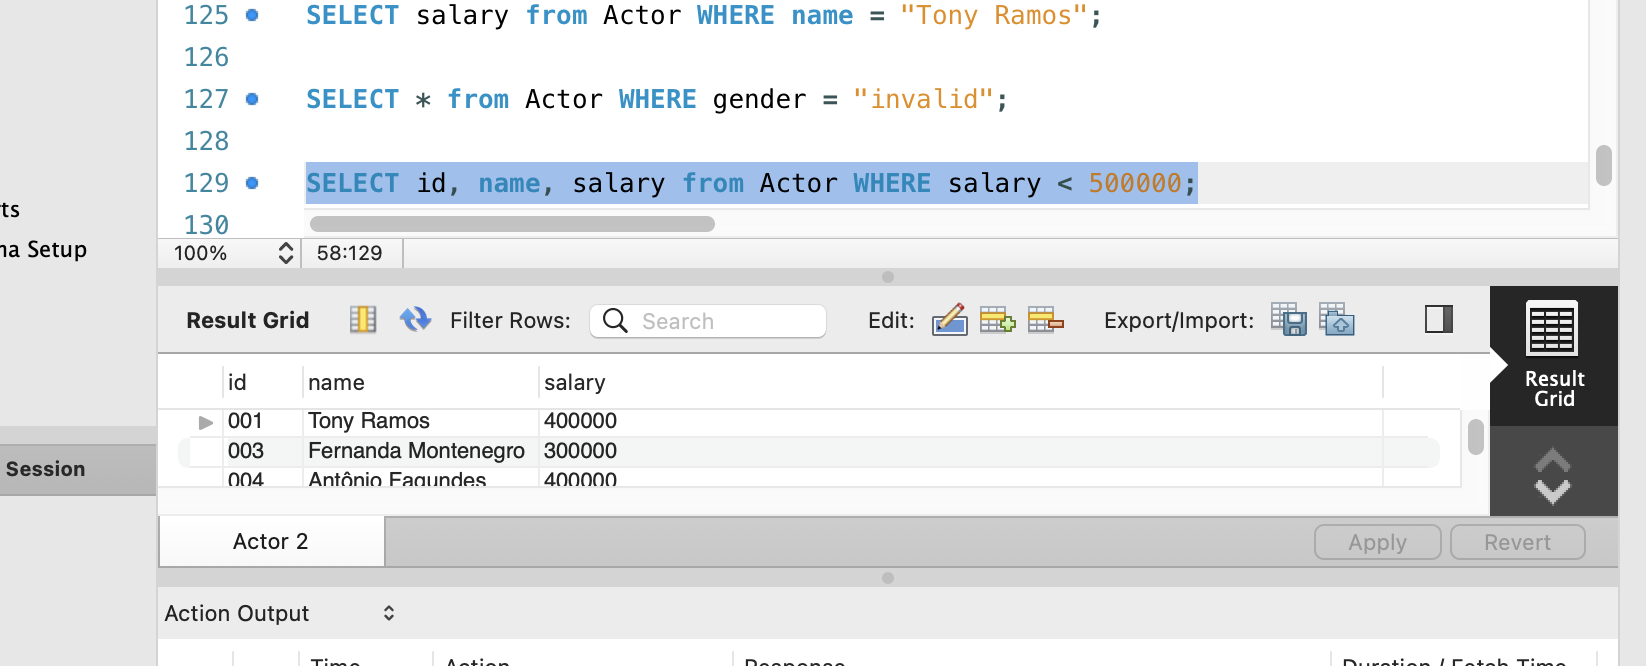 125 SELECT salary from Actor WHERE name = "Tony Ramos";
126
127 SELECT * from Actor WHERE gender = "invalid";
128
129 SELECT id, name, salary from Actor WHERE salary < 500000;
130
ts
na Setup
100% 58:129
Result Grid Filter Rows: Search Edit: Export/Import:
Result
Grid
id name salary
001 Tony Ramos 400000
003 Fernanda Montenegro 300000
004 Antônio Fagundes 400000
Session
Actor 2 Apply Revert
Action Output
Time Action Response Duration / Fetch Time